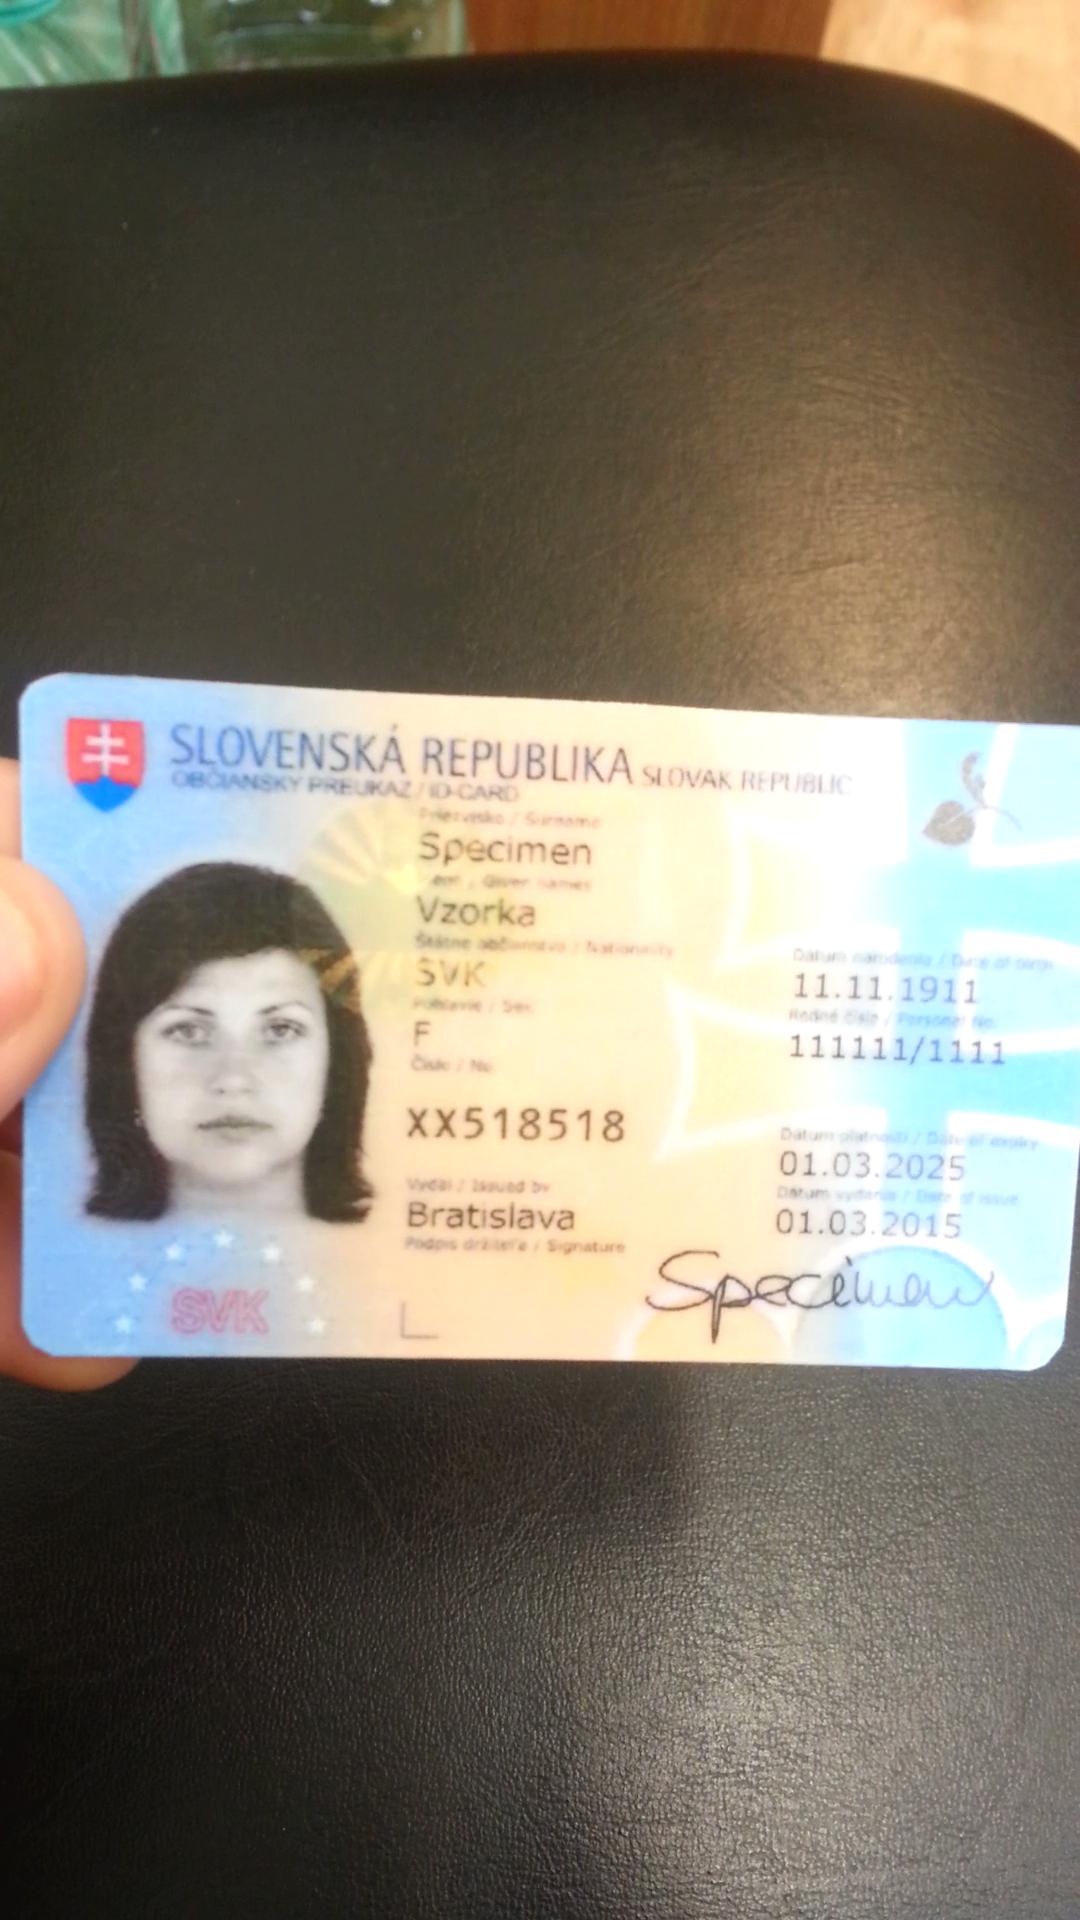 SLOVENSKÁ REPUBLIKA SLOVAK REPUBLIC
OBČIANSKY PREUKAZ / ID-CARD
Priezvisko / Surname
Specimen
Meno / Given names
Vzorka
Štátne občianstvo / Nationality
SVK
Pohlavie / Sex
F
Číslo / No.
XX518518
Vydal / Issued by
Bratislava
Podpis držiteľa / Signature
Dátum narodenia / Date of birth
11.11.1911
Rodné číslo / Personal No.
111111/1111
Dátum platnosti / Date of expiry
01.03.2025
Dátum vydania / Date of issue
01.03.2015
Specimen
SVK